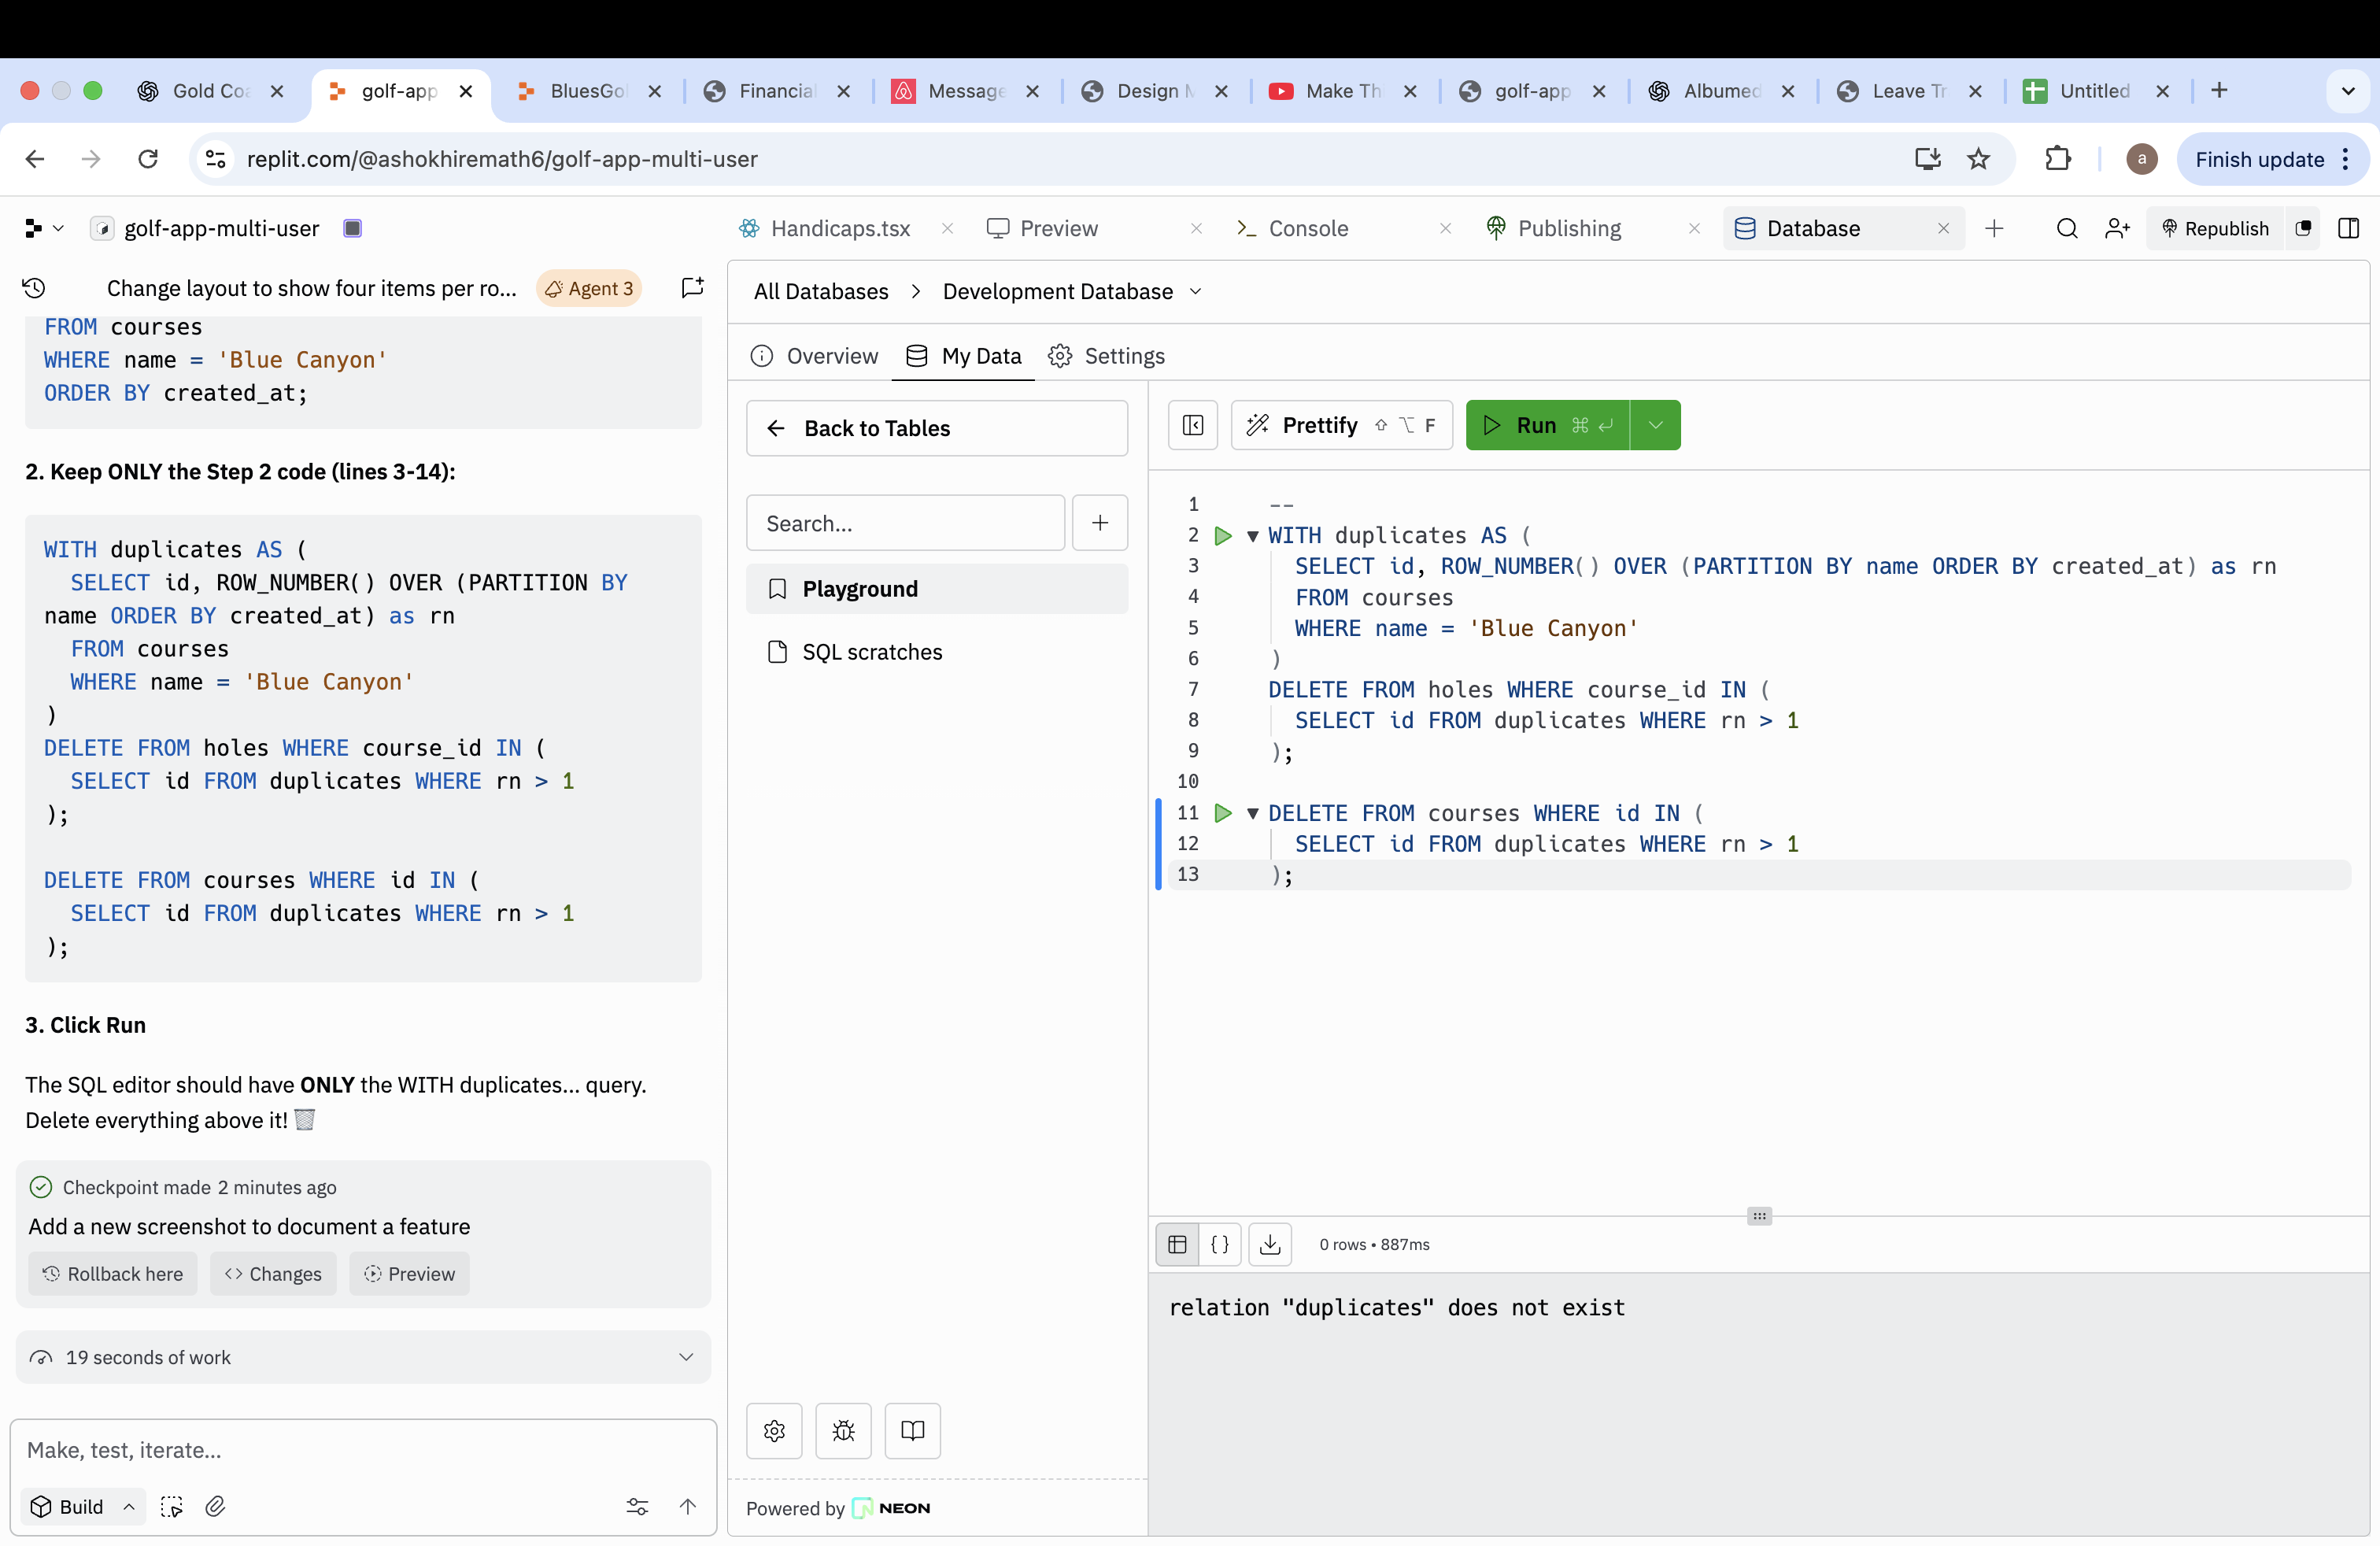 Gold Coa
golf-app
BluesGol
Financial
Message
Design M
Make Th
golf-app
Albumed
Leave Tr
Untitled
replit.com/@ashokhiremath6/golf-app-multi-user
a
Finish update
golf-app-multi-user
Handicaps.tsx
Preview
Console
Publishing
Database
Republish
Change layout to show four items per ro...
Agent 3
FROM courses
WHERE name = 'Blue Canyon'
ORDER BY created_at;
2. Keep ONLY the Step 2 code (lines 3-14):
WITH duplicates AS (
SELECT id, ROW_NUMBER() OVER (PARTITION BY
name ORDER BY created_at) as rn
FROM courses
WHERE name = 'Blue Canyon'
)
DELETE FROM holes WHERE course_id IN (
SELECT id FROM duplicates WHERE rn > 1
);
DELETE FROM courses WHERE id IN (
SELECT id FROM duplicates WHERE rn > 1
);
3. Click Run
The SQL editor should have ONLY the WITH duplicates... query.
Delete everything above it! 🗑️
Checkpoint made 2 minutes ago
Add a new screenshot to document a feature
Rollback here
Changes
Preview
19 seconds of work
Make, test, iterate...
Build
All Databases > Development Database
Overview
My Data
Settings
Back to Tables
Search...
Playground
SQL scratches
Powered by NEON
Prettify ⇧ ⌥ F
Run ⌘ ↵
1 --
2 WITH duplicates AS (
3 SELECT id, ROW_NUMBER() OVER (PARTITION BY name ORDER BY created_at) as rn
4 FROM courses
5 WHERE name = 'Blue Canyon'
6 )
7 DELETE FROM holes WHERE course_id IN (
8 SELECT id FROM duplicates WHERE rn > 1
9 );
10
11 DELETE FROM courses WHERE id IN (
12 SELECT id FROM duplicates WHERE rn > 1
13 );
0 rows • 887ms
relation "duplicates" does not exist